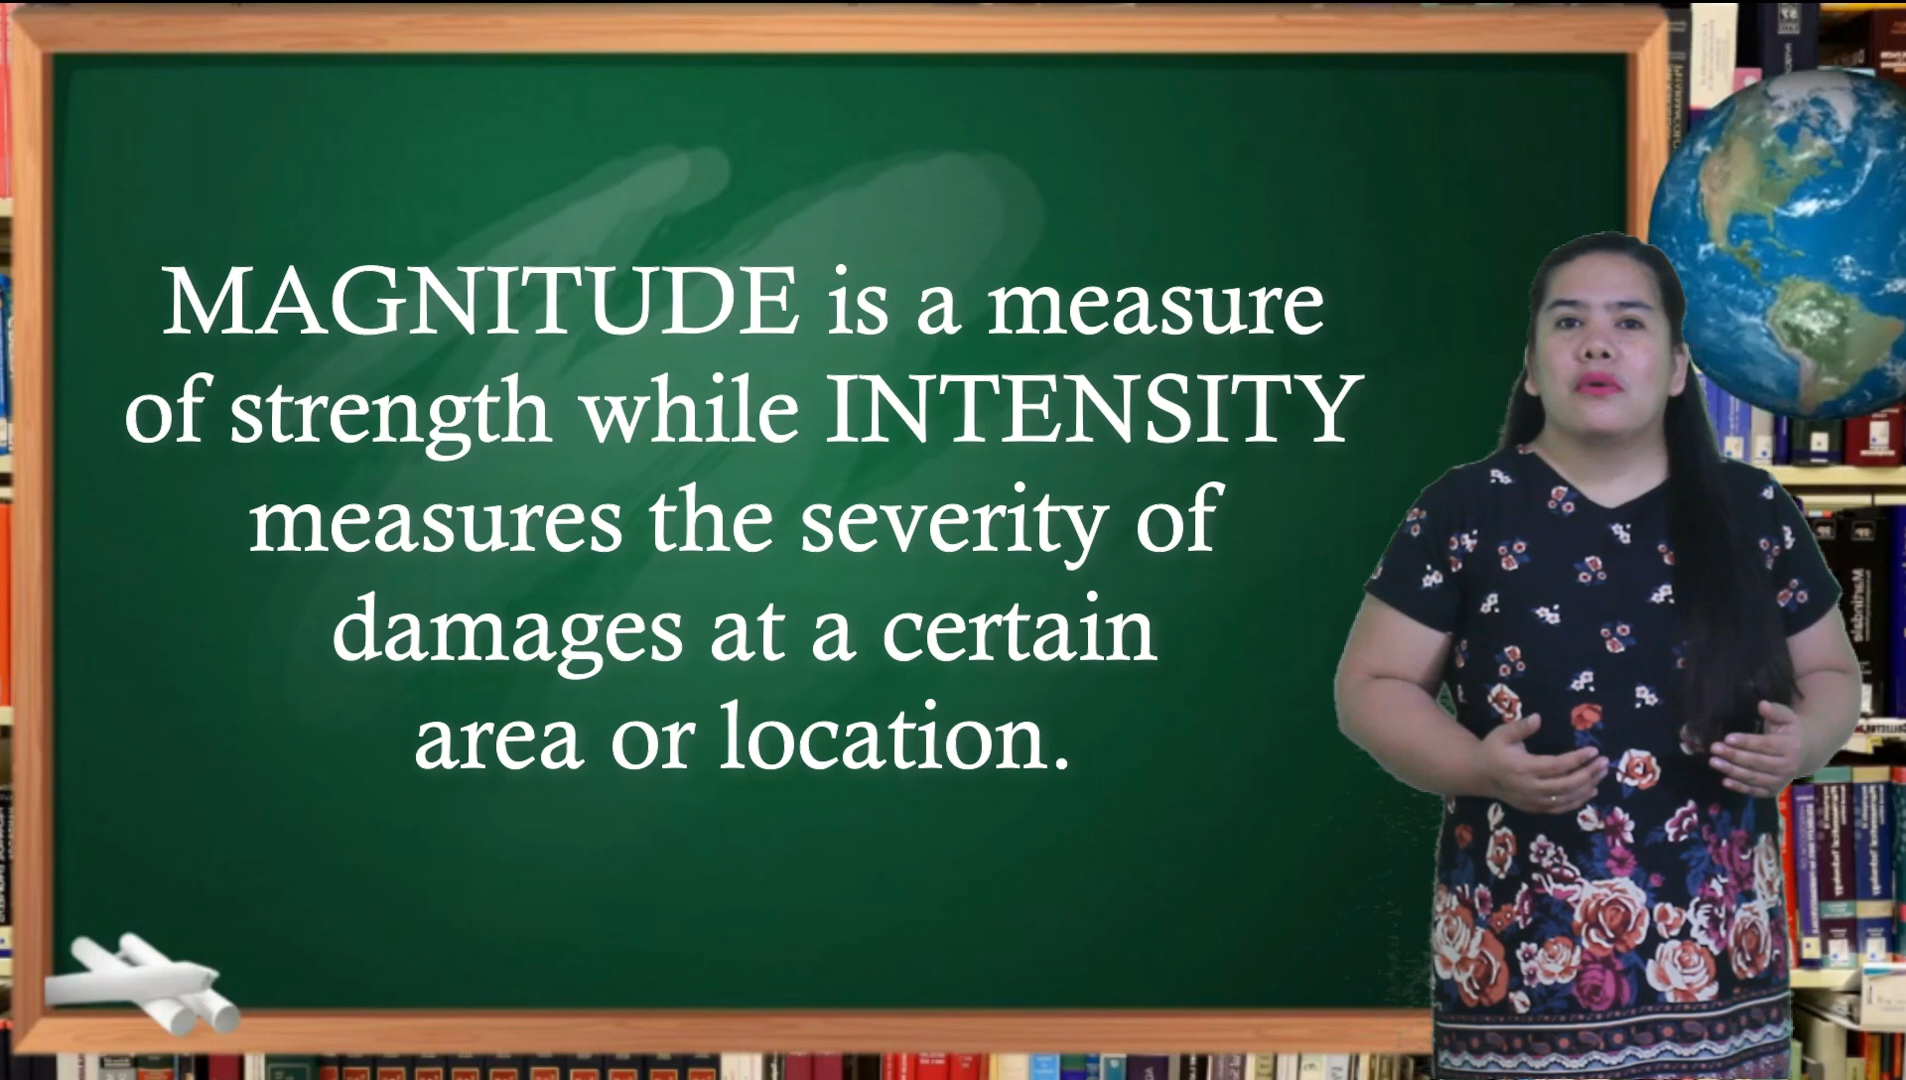 MAGNITUDE is a measure
of strength while INTENSITY
measures the severity of
damages at a certain
area or location.